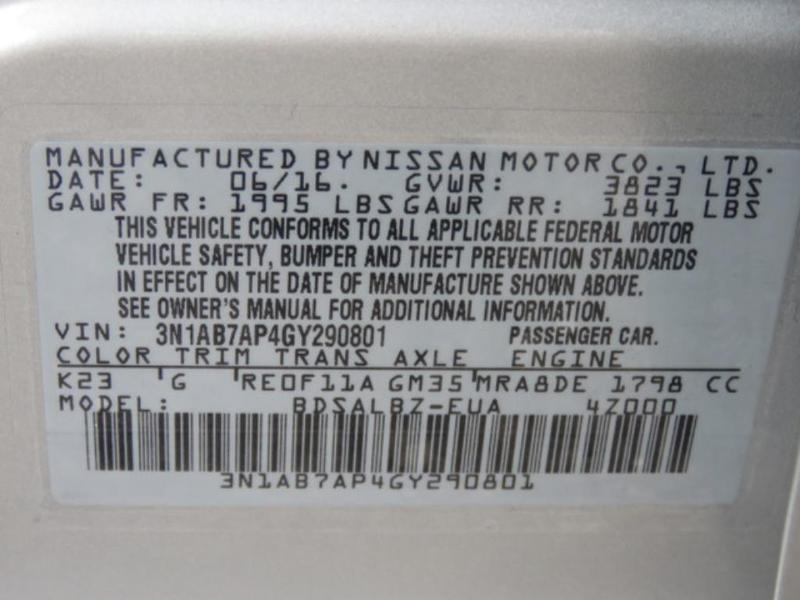 MANUFACTURED BY NISSAN MOTOR CO., LTD.
DATE: 06/16. GVWR: 3823 LBS
GAWR FR: 1995 LBS GAWR RR: 1841 LBS
THIS VEHICLE CONFORMS TO ALL APPLICABLE FEDERAL MOTOR
VEHICLE SAFETY, BUMPER AND THEFT PREVENTION STANDARDS
IN EFFECT ON THE DATE OF MANUFACTURE SHOWN ABOVE.
SEE OWNER'S MANUAL FOR ADDITIONAL INFORMATION.
VIN: 3N1AB7AP4GY290801 PASSENGER CAR.
COLOR TRIM TRANS AXLE ENGINE
K23 G RE0F11A GM35 MRA8DE 1798 CC
MODEL: BDSALBZ-EUA 4Z000
3N1AB7AP4GY290801